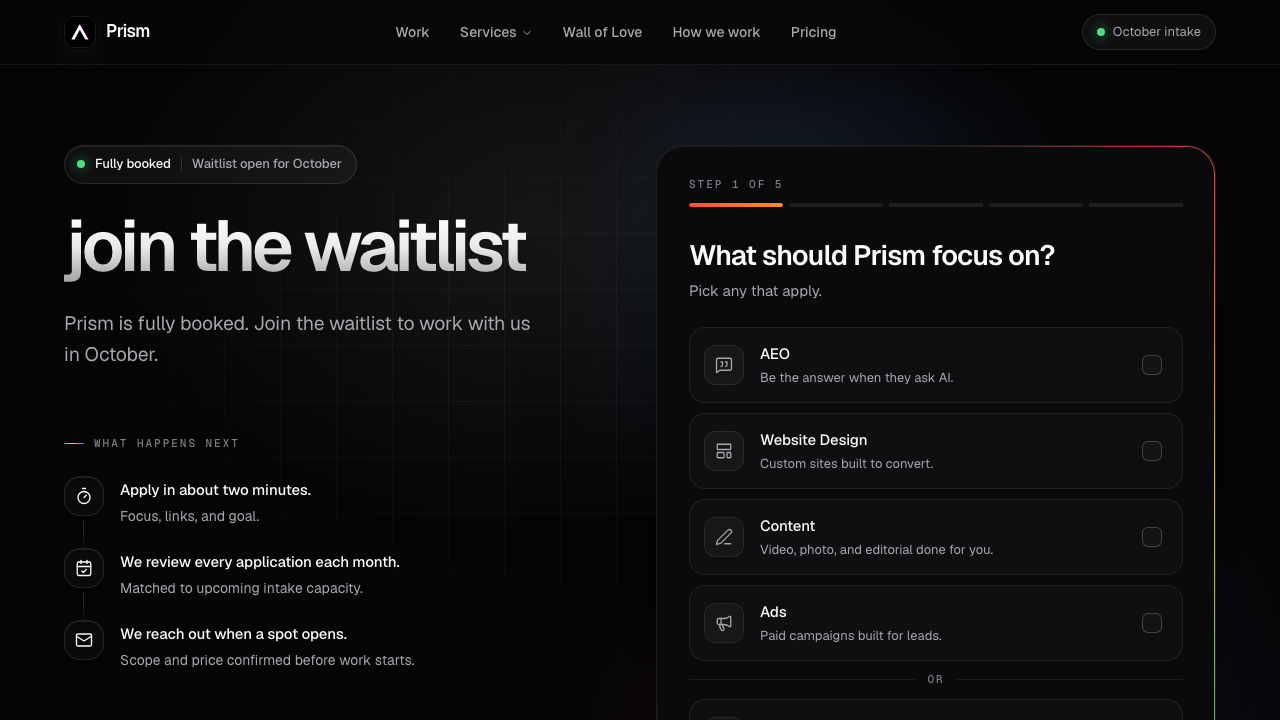 Prism
Work
Services
Wall of Love
How we work
Pricing
October intake
Fully booked
Waitlist open for October
join the waitlist
Prism is fully booked. Join the waitlist to work with us
in October.
WHAT HAPPENS NEXT
Apply in about two minutes.
Focus, links, and goal.
We review every application each month.
Matched to upcoming intake capacity.
We reach out when a spot opens.
Scope and price confirmed before work starts.
STEP 1 OF 5
What should Prism focus on?
Pick any that apply.
AEO
Be the answer when they ask AI.
Website Design
Custom sites built to convert.
Content
Video, photo, and editorial done for you.
Ads
Paid campaigns built for leads.
OR